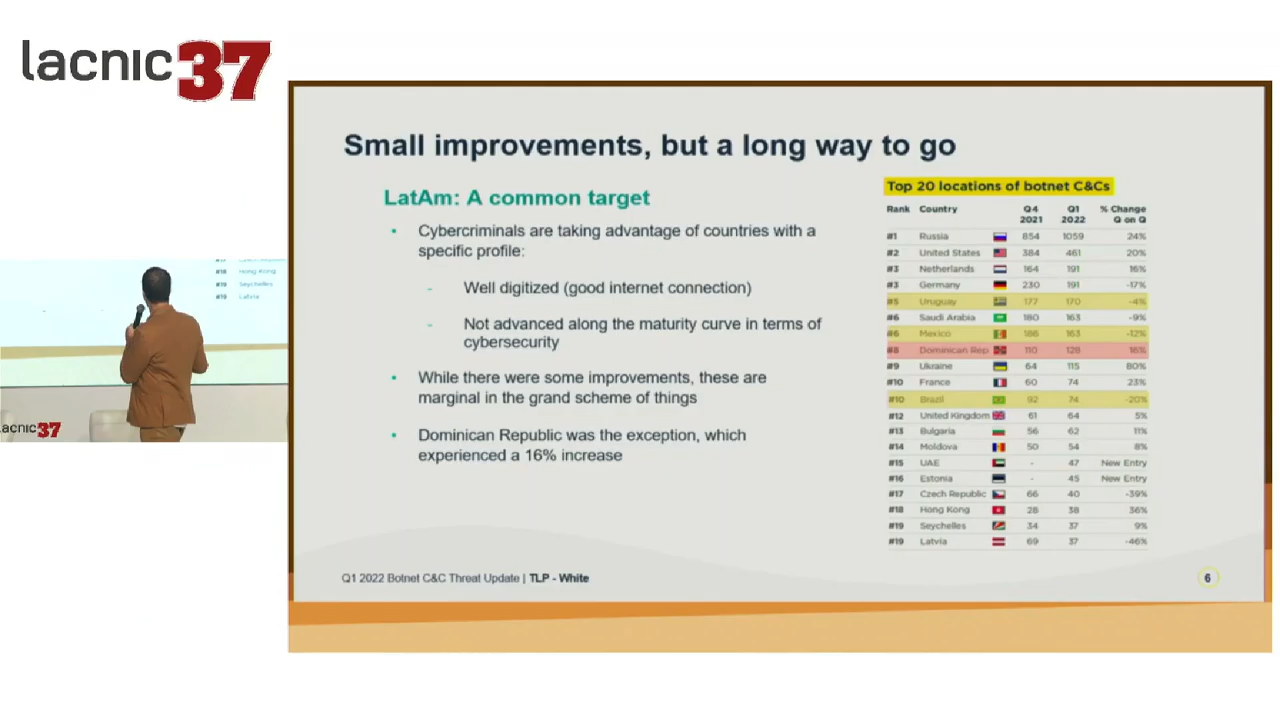 lacnic 37
Small improvements, but a long way to go
LatAm: A common target
• Cybercriminals are taking advantage of countries with a
specific profile:
- Well digitized (good internet connection)
- Not advanced along the maturity curve in terms of
cybersecurity
• While there were some improvements, these are
marginal in the grand scheme of things
• Dominican Republic was the exception, which
experienced a 16% increase
Top 20 locations of botnet C&Cs
Rank Country Q4 2021 Q1 2022 % Change Q on Q
#1 Russia 854 1059 24%
#2 United States 384 461 20%
#3 Netherlands 164 191 16%
#3 Germany 230 191 -17%
#5 Uruguay 177 170 -4%
#6 Saudi Arabia 180 163 -9%
#6 Mexico 186 163 -12%
#8 Dominican Rep 110 128 16%
#9 Ukraine 64 115 80%
#10 France 60 74 23%
#10 Brazil 92 74 -20%
#12 United Kingdom 61 64 5%
#13 Bulgaria 56 62 11%
#14 Moldova 50 54 8%
#15 UAE - 47 New Entry
#16 Estonia - 45 New Entry
#17 Czech Republic 66 40 -39%
#18 Hong Kong 28 38 36%
#19 Seychelles 34 37 9%
#19 Latvia 69 37 -46%
Q1 2022 Botnet C&C Threat Update | TLP - White
6
#18 Hong Kong
#19 Seychelles
#19 Latvia
lacnic37